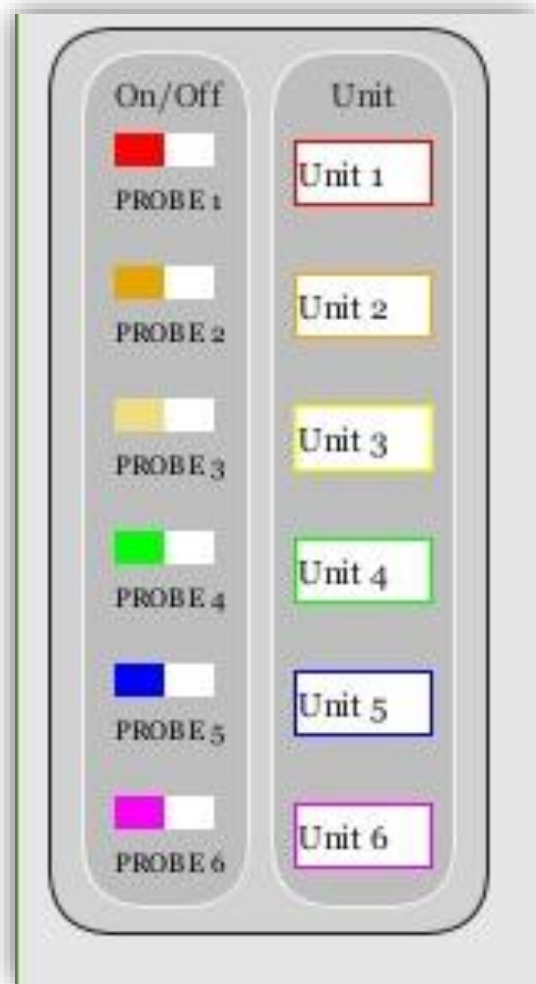 On/Off
Unit
PROBE 1
Unit 1
PROBE 2
Unit 2
PROBE 3
Unit 3
PROBE 4
Unit 4
PROBE 5
Unit 5
PROBE 6
Unit 6